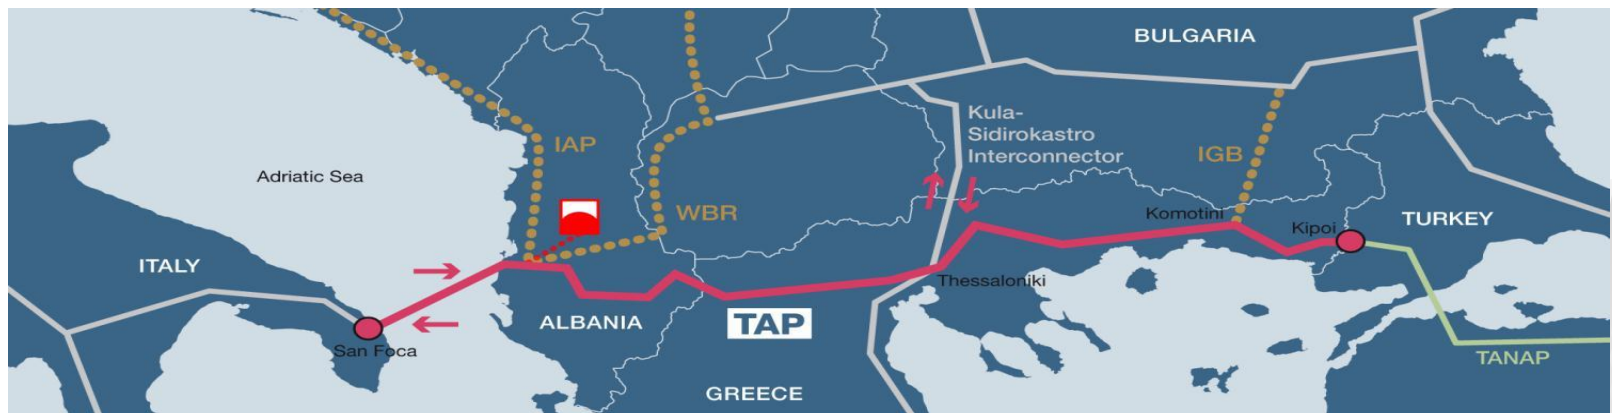 BULGARIA
Kula-
Sidirokastro
Interconnector
IAP
IGB
Adriatic Sea
WBR
Komotini
TURKEY
Kipoi
ITALY
Thessaloniki
ALBANIA
TAP
San Foca
TANAP
GREECE